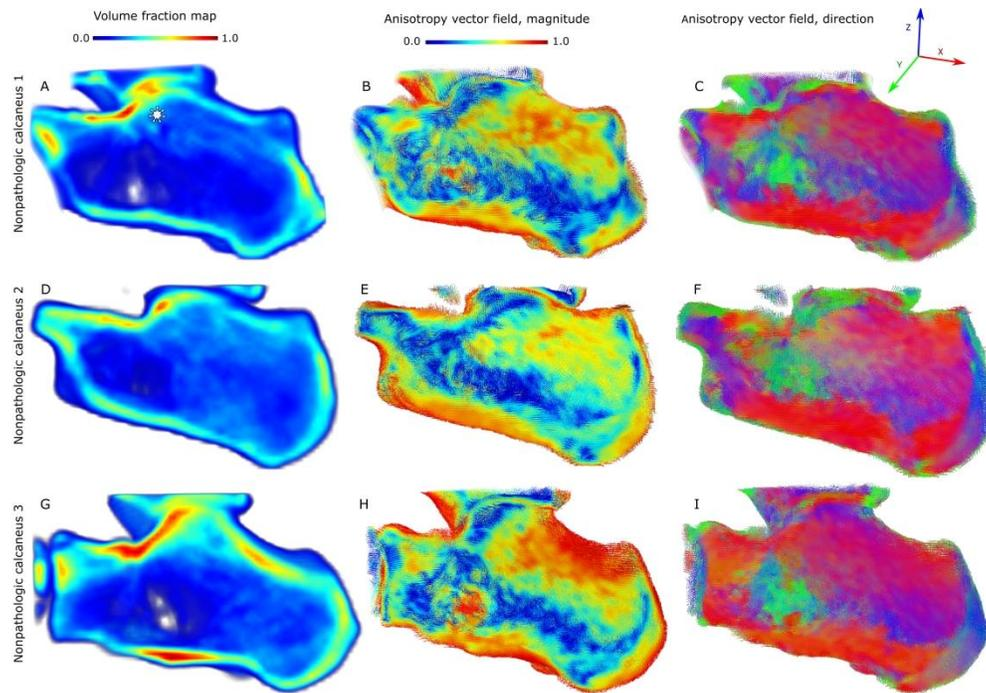 Volume fraction map
Anisotropy vector field, magnitude
Anisotropy vector field, direction
0.0 1.0
0.0 1.0
Z
X
Y
Nonpathologic calcaneus 1
A
B
C
Nonpathologic calcaneus 2
D
E
F
Nonpathologic calcaneus 3
G
H
I